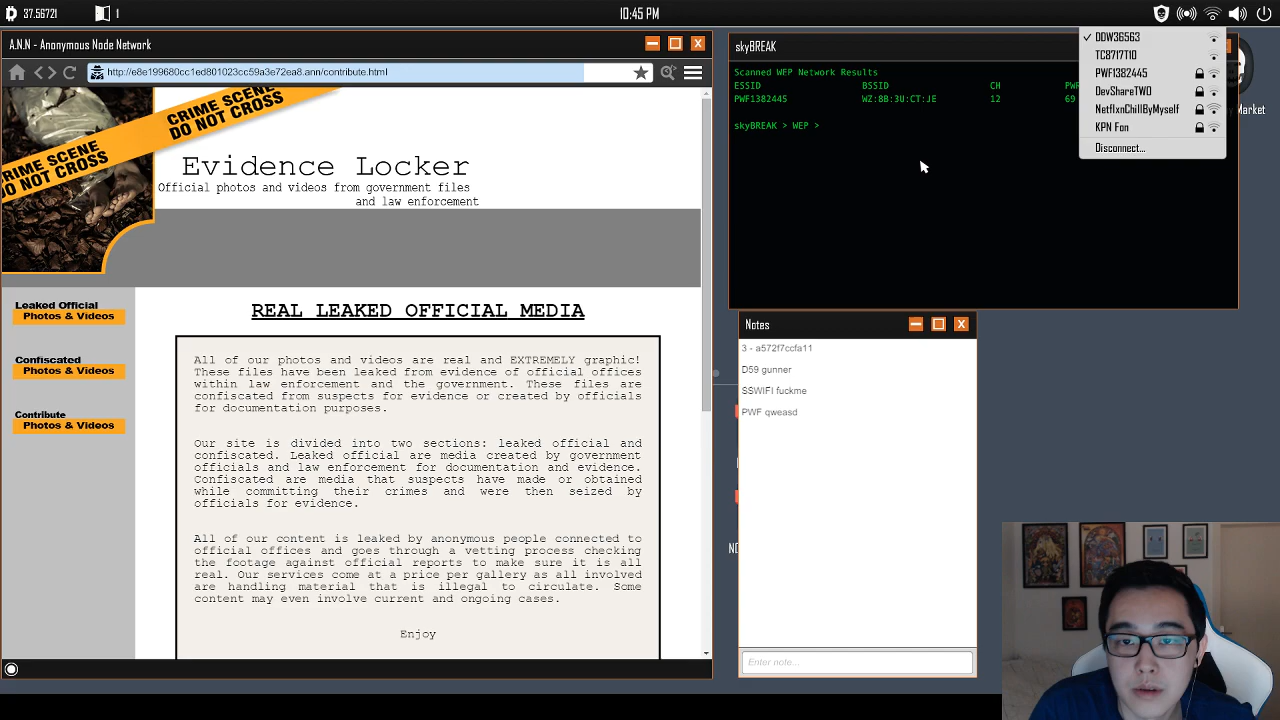 37.56721
1
10:45 PM
A.N.N - Anonymous Node Network
http://e8e199680cc1ed801023cc59a3e72ea8.ann/contribute.html
CRIME SCENE
DO NOT CROSS
CRIME SCENE
DO NOT CROSS
Evidence Locker
Official photos and videos from government files
and law enforcement
Leaked Official
Photos & Videos
Confiscated
Photos & Videos
Contribute
Photos & Videos
REAL LEAKED OFFICIAL MEDIA
All of our photos and videos are real and EXTREMELY graphic!
These files have been leaked from evidence of official offices
within law enforcement and the government. These files are
confiscated from suspects for evidence or created by officials
for documentation purposes.
Our site is divided into two sections: leaked official and
confiscated. Leaked official are media created by government
officials and law enforcement for documentation and evidence.
Confiscated are media that suspects have made or obtained
while committing their crimes and were then seized by
officials for evidence.
All of our content is leaked by anonymous people connected to
official offices and goes through a vetting process checking
the footage against official reports to make sure it is all
real. Our services come at a price per gallery as all involved
are handling material that is illegal to circulate. Some
content may even involve current and ongoing cases.
Enjoy
skyBREAK
Scanned WEP Network Results
ESSID BSSID CH PWR
PWF1382445 WZ:8B:3U:CT:JE 12 69
skyBREAK > WEP >
DDW36563
TC8717T10
PWF1382445
DevShareTWO
NetflxnChillByMyself
KPN Fon
Disconnect...
Market
Notes
3 - a572f7ccfa11
D59 gunner
SSWIFI fuckme
PWF qweasd
Enter note...